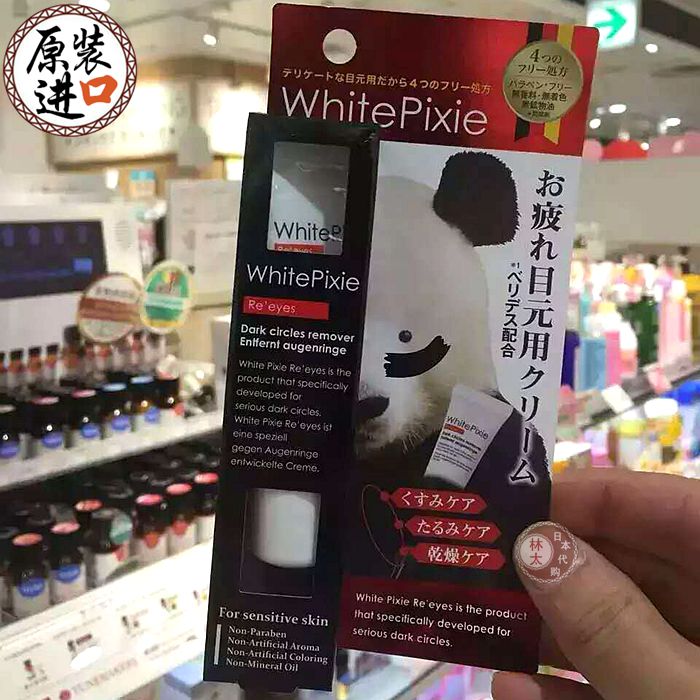 原装
进口
デリケートな目元用だから4つのフリー処方
WhitePixie
4つの
フリー処方
パラベン・フリー
無香料・無着色
無鉱物油
お疲れ目元用クリーム
※1
ベリデス配合
WhiteP
Re'eyes
WhitePixie
Re'eyes
Dark circles remover
Entfernt augenringe
White Pixie Re'eyes is the
product that specifically
developed for
serious dark circles.
White Pixie Re'eyes ist
eine speziell
gegen Augenringe
entwickelte Creme.
For sensitive skin
Non-Paraben
Non-Artificial Aroma
Non-Artificial Coloring
Non-Mineral Oil
WhitePixie
くすみケア
たるみケア
乾燥ケア
White Pixie Re'eyes is the product
that specifically developed for
serious dark circles.
林太
日本代购